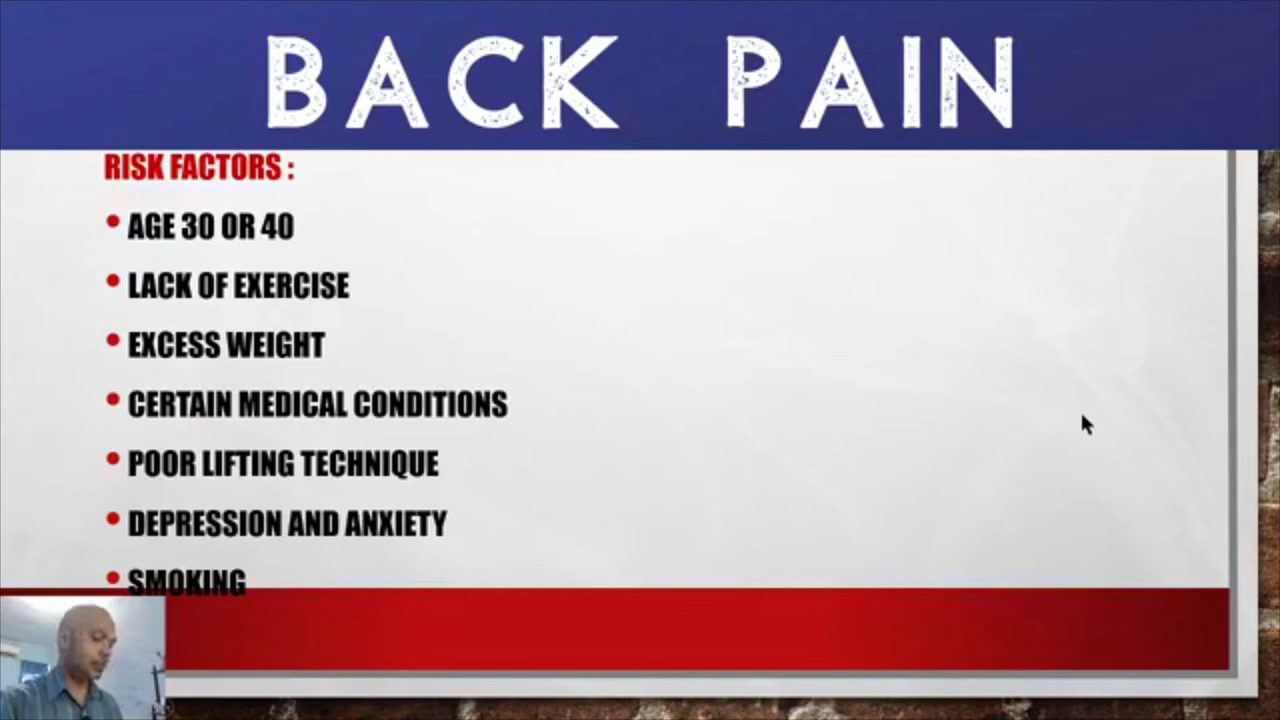 BACK PAIN
RISK FACTORS :
• AGE 30 OR 40
• LACK OF EXERCISE
• EXCESS WEIGHT
• CERTAIN MEDICAL CONDITIONS
• POOR LIFTING TECHNIQUE
• DEPRESSION AND ANXIETY
• SMOKING